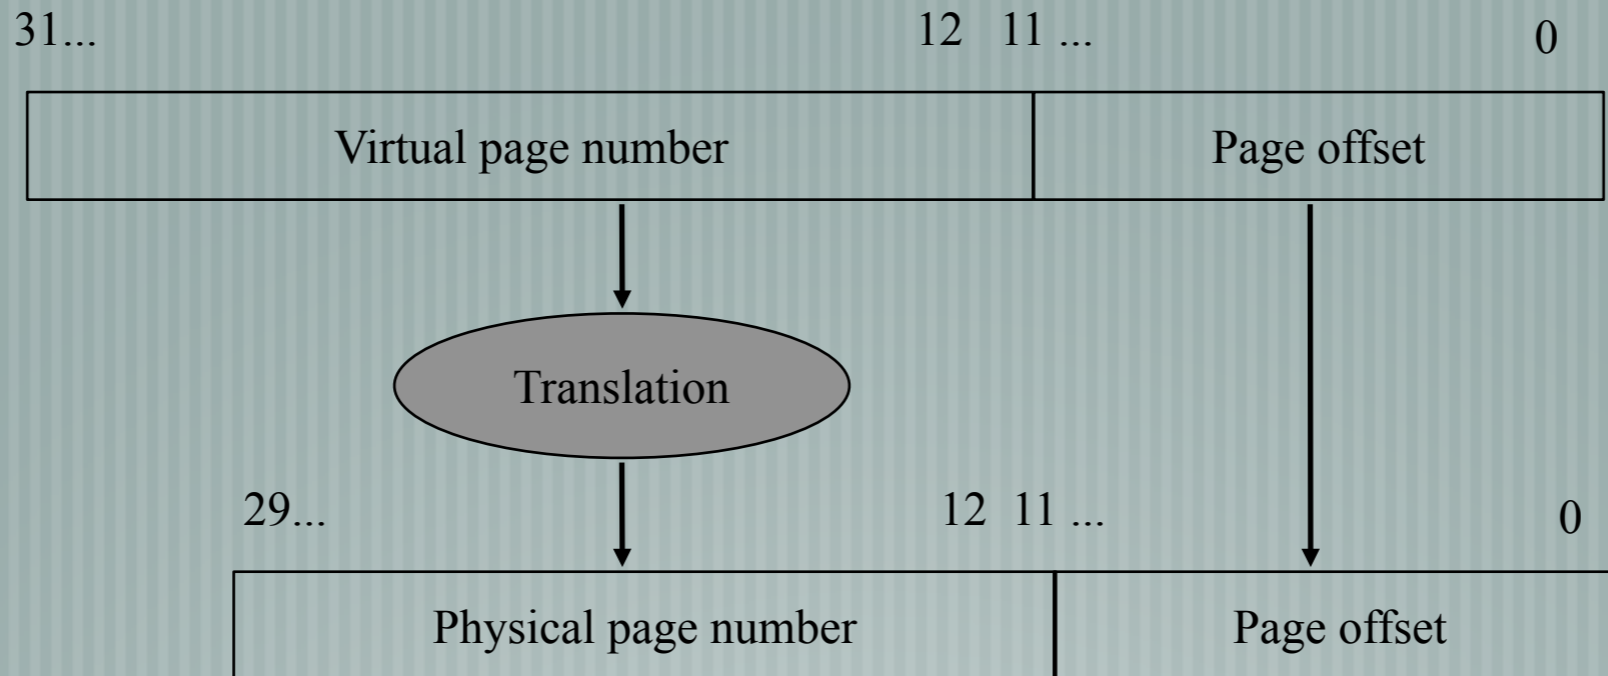 31... 12 11 ... 0
Virtual page number Page offset
Translation
29... 12 11 ... 0
Physical page number Page offset